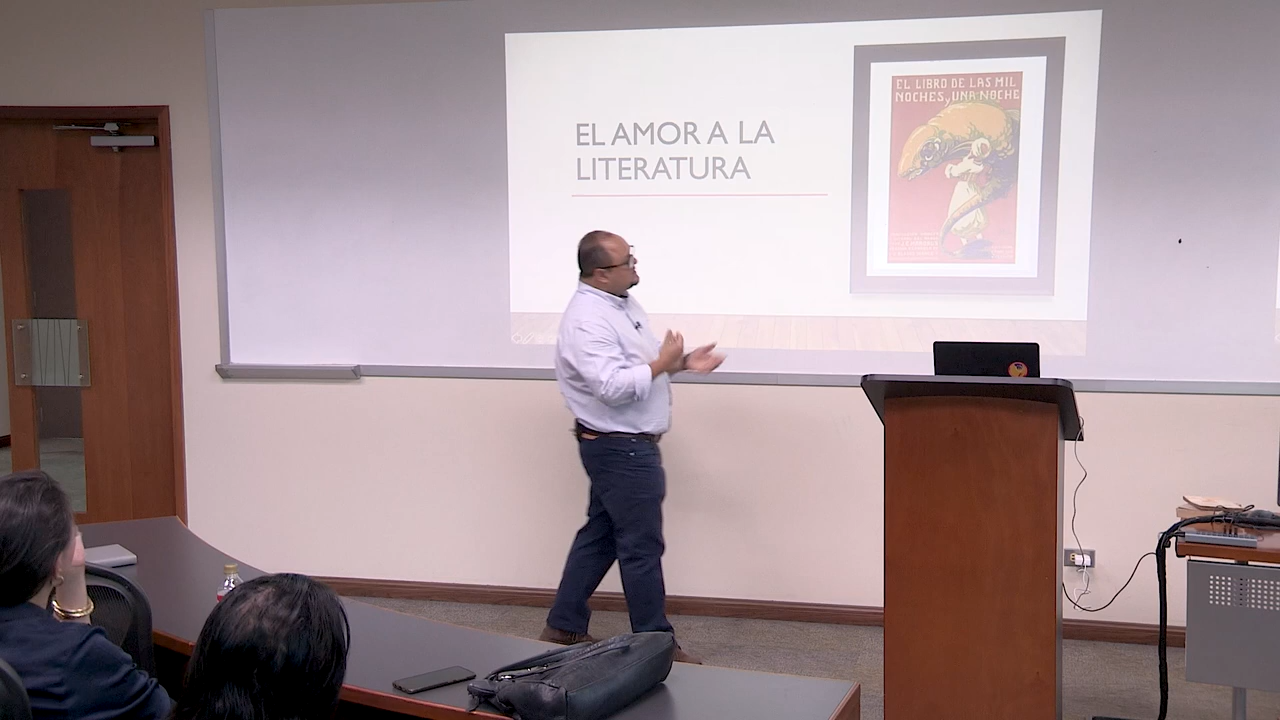 EL AMOR A LA
LITERATURA
EL LIBRO DE LAS MIL
NOCHES Y UNA NOCHE